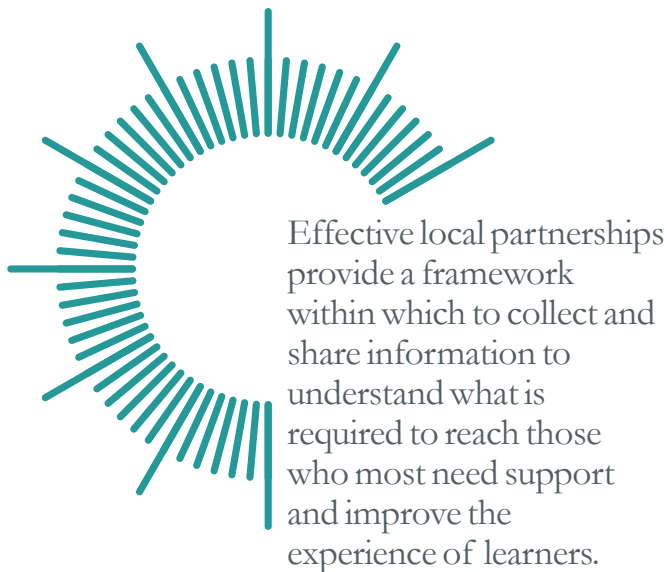 Effective local partnerships
provide a framework
within which to collect and
share information to
understand what is
required to reach those
who most need support
and improve the
experience of learners.